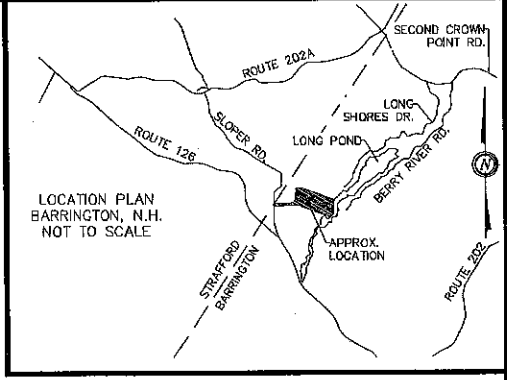 SECOND CROWN
POINT RD.
ROUTE 202A
LONG
SHORES DR.
SLOPER RD.
LONG POND
ROUTE 126
BERRY RIVER RD.
N
LOCATION PLAN
BARRINGTON, N.H.
NOT TO SCALE
APPROX.
LOCATION
STRAFFORD
BARRINGTON
ROUTE 202